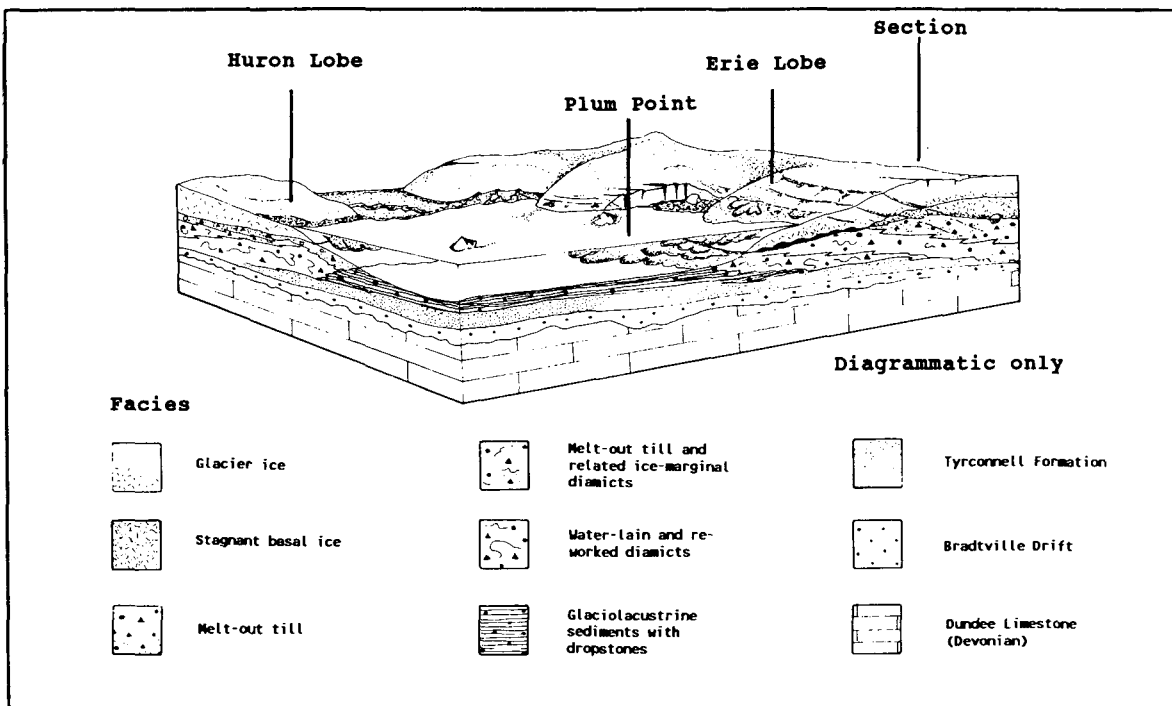 Section
Huron Lobe
Erie Lobe
Plum Point
Diagrammatic only
Facies
Glacier ice
Stagnant basal ice
Melt-out till
Melt-out till and
related ice-marginal
diamicts
Water-lain and re-
worked diamicts
Glaciolacustrine
sediments with
dropstones
Tyrconnell Formation
Bradtville Drift
Dundee Limestone
(Devonian)